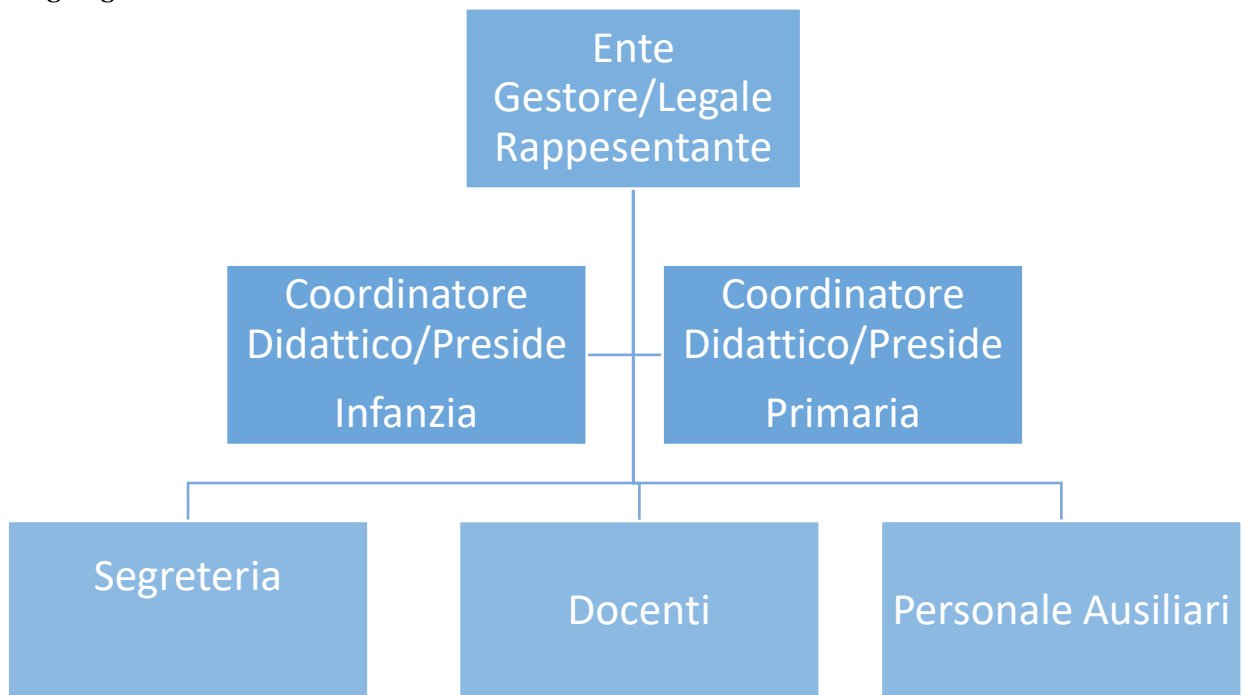 Ente
Gestore/Legale
Rappesentante
Coordinatore
Didattico/Preside
Infanzia
Coordinatore
Didattico/Preside
Primaria
Segreteria
Docenti
Personale Ausiliari